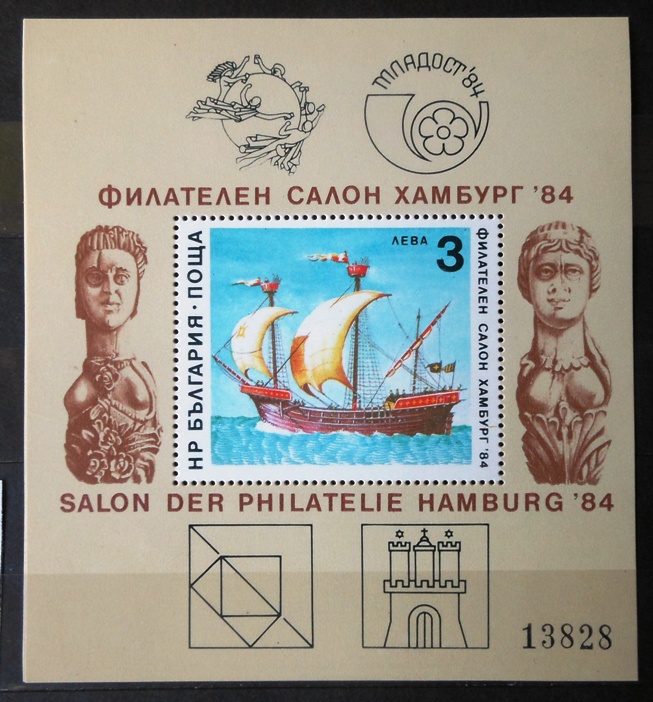 МЛАДОСТ'84
ФИЛАТЕЛЕН САЛОН ХАМБУРГ '84
НР БЪЛГАРИЯ · ПОЩА
ЛЕВА 3
ФИЛАТЕЛЕН САЛОН ХАМБУРГ '84
SALON DER PHILATELIE HAMBURG '84
13828